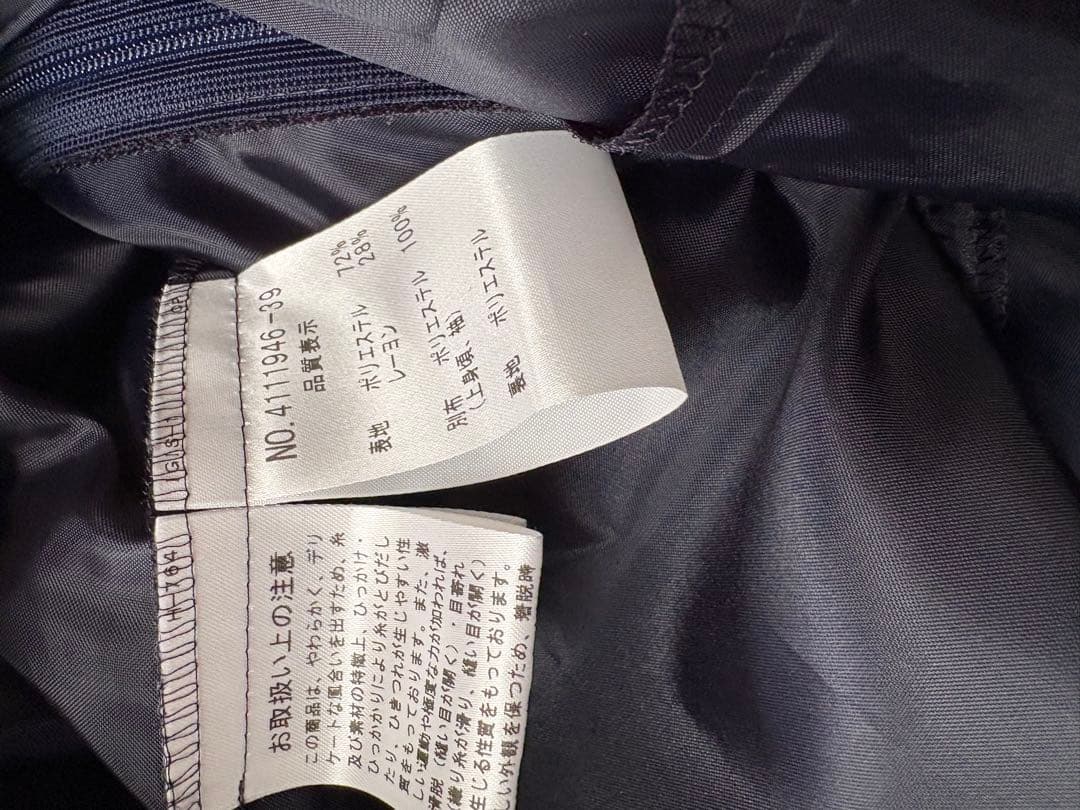 NO.4111946-39
品質表示
表地 ポリエステル 72%
レーヨン 28%
別布 ポリエステル 100%
(上身頃、袖)
裏地 ポリエステル
お取扱い上の注意
この商品は、やわらかく、デリ
ケートな風合いを出すため、糸
及び素材の特徴上、ひっかけ・
ひっかかりにより糸がとびだし
たり、ひきつれが生じやすい性
質をもっております。また、激
しい運動や極度な力が加われば、
滑脱(縫い目が開く)・目寄れ
(織り糸が滑り、縫い目が開く)
生じる性質をもっております。
しい外観を保つため、着脱時